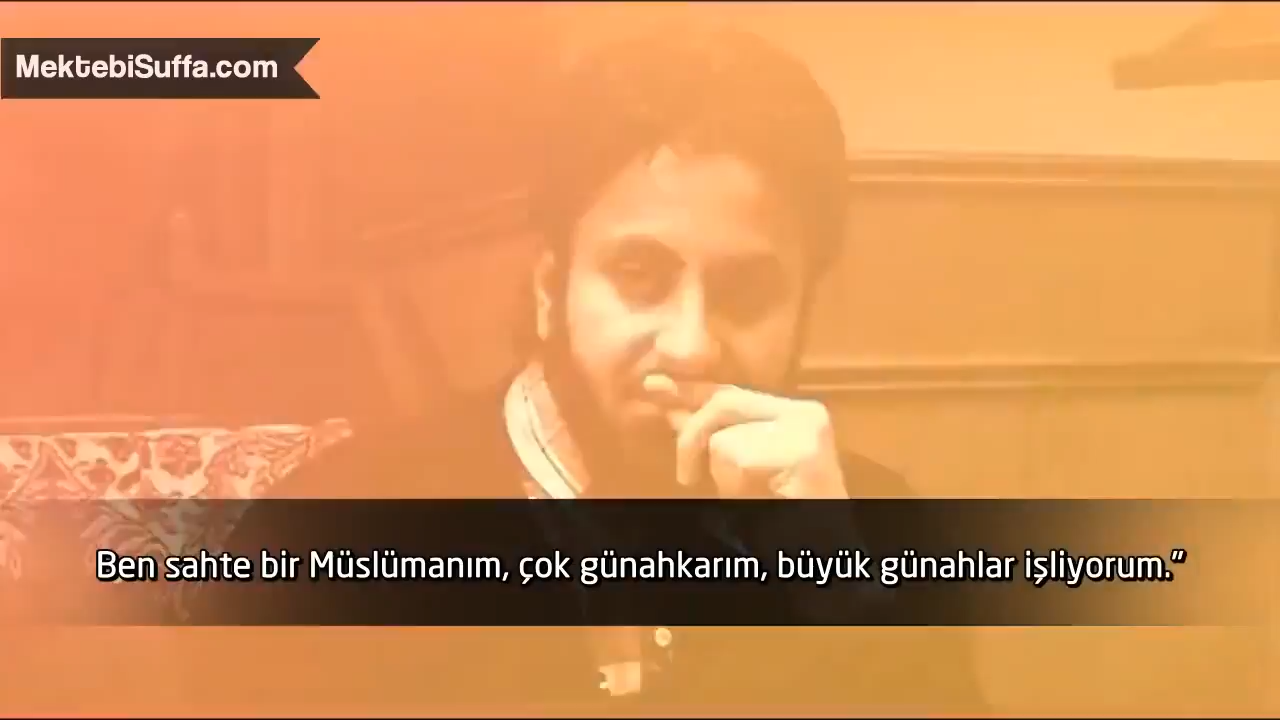 MektebiSuffa.com
Ben sahte bir Müslümanım, çok günahkarım, büyük günahlar işliyorum.”